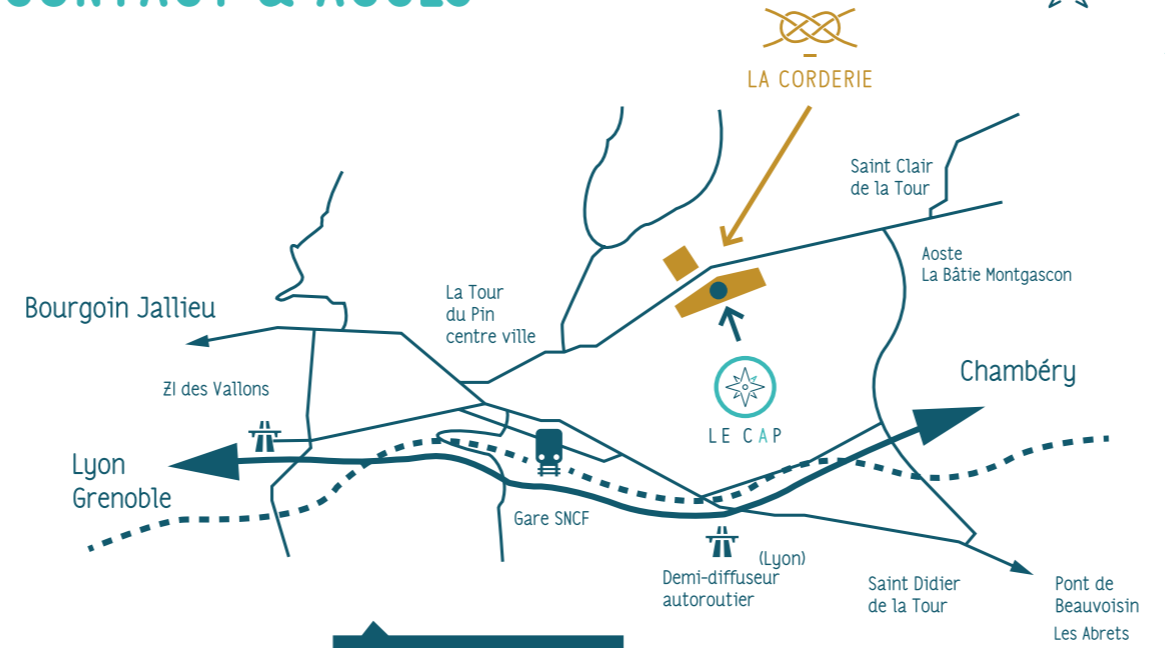 CONTACT & ACCÈS
LA CORDERIE
Saint Clair
de la Tour
Aoste
La Bâtie Montgascon
La Tour
du Pin
centre ville
Bourgoin Jallieu
ZI des Vallons
Chambéry
LE CAP
Lyon
Grenoble
Gare SNCF
(Lyon)
Demi-diffuseur
autoroutier
Saint Didier
de la Tour
Pont de
Beauvoisin
Les Abrets